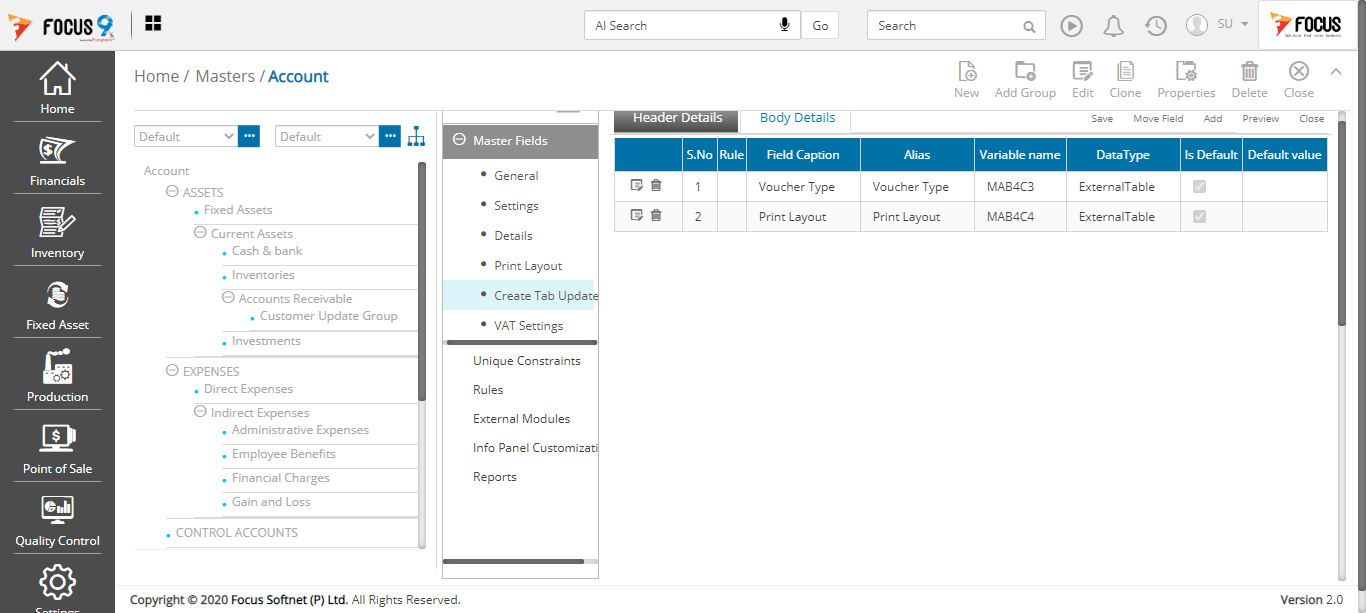 FOCUS 9
AI Search
Go
Search
SU
FOCUS
Home / Masters / Account
New
Add Group
Edit
Clone
Properties
Delete
Close
Home
Financials
Inventory
Fixed Asset
Production
Point of Sale
Quality Control
Settings
Default
Default
Account
ASSETS
Fixed Assets
Current Assets
Cash & bank
Inventories
Accounts Receivable
Customer Update Group
Investments
EXPENSES
Direct Expenses
Indirect Expenses
Administrative Expenses
Employee Benefits
Financial Charges
Gain and Loss
CONTROL ACCOUNTS
Master Fields
General
Settings
Details
Print Layout
Create Tab Update
VAT Settings
Unique Constraints
Rules
External Modules
Info Panel Customizati
Reports
Header Details
Body Details
Save
Move Field
Add
Preview
Close
S.No Rule Field Caption Alias Variable name DataType Is Default Default value
1 Voucher Type Voucher Type MAB4C3 ExternalTable
2 Print Layout Print Layout MAB4C4 ExternalTable
Copyright © 2020 Focus Softnet (P) Ltd. All Rights Reserved.
Version 2.0